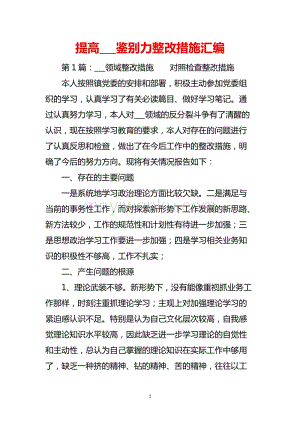 提高___鉴别力整改措施汇编
第1篇：___领域整改措施　　对照检查整改措施
本人按照镇党委的安排和部署，积极主动参加党委组
织的学习，认真学习了有关必读篇目、做好学习笔记。通
过认真努力学习，本人对___领域的反分裂斗争有了清醒的
认识，现在按照学习教育的要求，本人对存在的问题进行
了认真反思和检查，做出了在今后工作中的整改措施，明
确了今后的努力方向。现将有关情况报告如下：
一、存在的主要问题
一是系统地学习政治理论方面比较欠缺。二是满足与
当前的事务性工作，而对探索新形势下工作发展的新思路、
新方法较少，工作的规范性和计划性有待进一步加强；三
是思想政治学习工作要进一步加强；四是学习相关业务知
识的积极性不够高，工作不扎实；
二、产生问题的根源
1、理论武装不够。新形势下，没有能像重视抓业务工
作那样，时刻注重抓理论学习；主观上对加强理论学习的
紧迫感认识不足。特别是认为自己文化层次较高，自我感
觉理论知识水平较高，因此缺乏进一步学习理论的自觉性
和主动性，总认为自己掌握的理论知识在实际工作中够用
了，缺乏一种挤的精神、钻的精神、苦的精神，往往以工
1